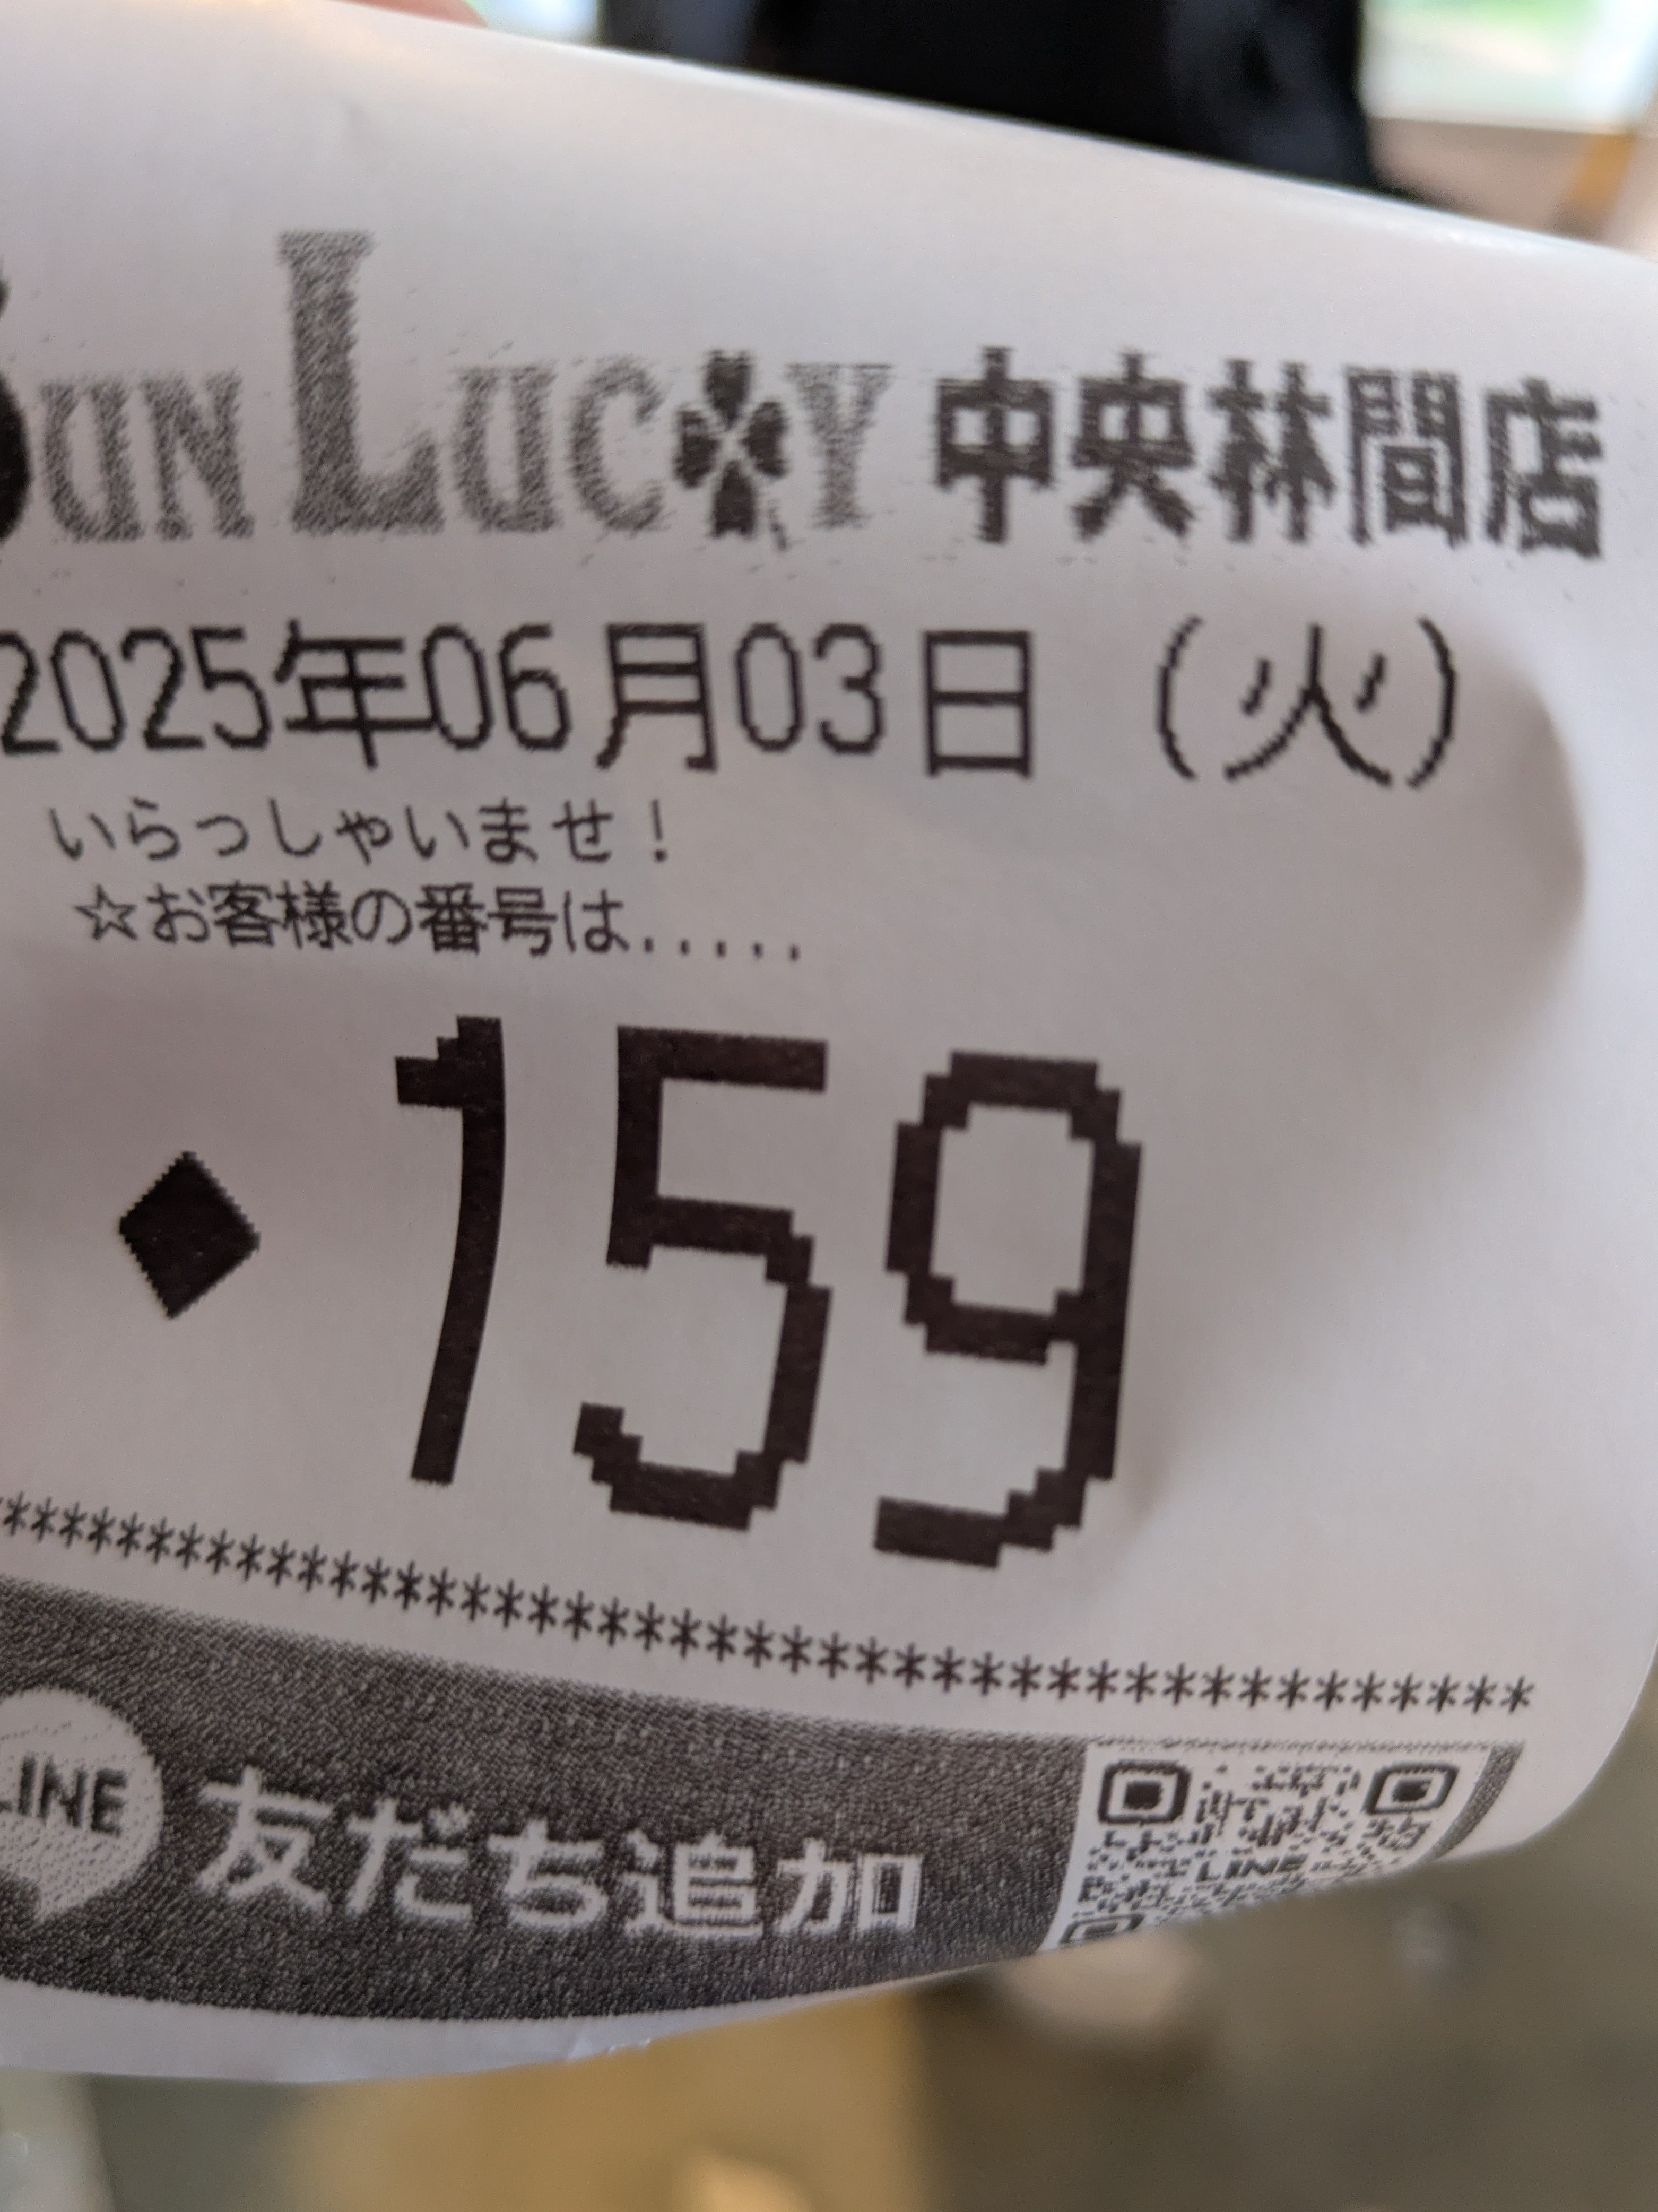 Sun Lucky 中央林間店
2025年06月03日 (火)
いらっしゃいませ!
☆お客様の番号は.....
◆159
*****************************************
LINE 友だち追加
LINE